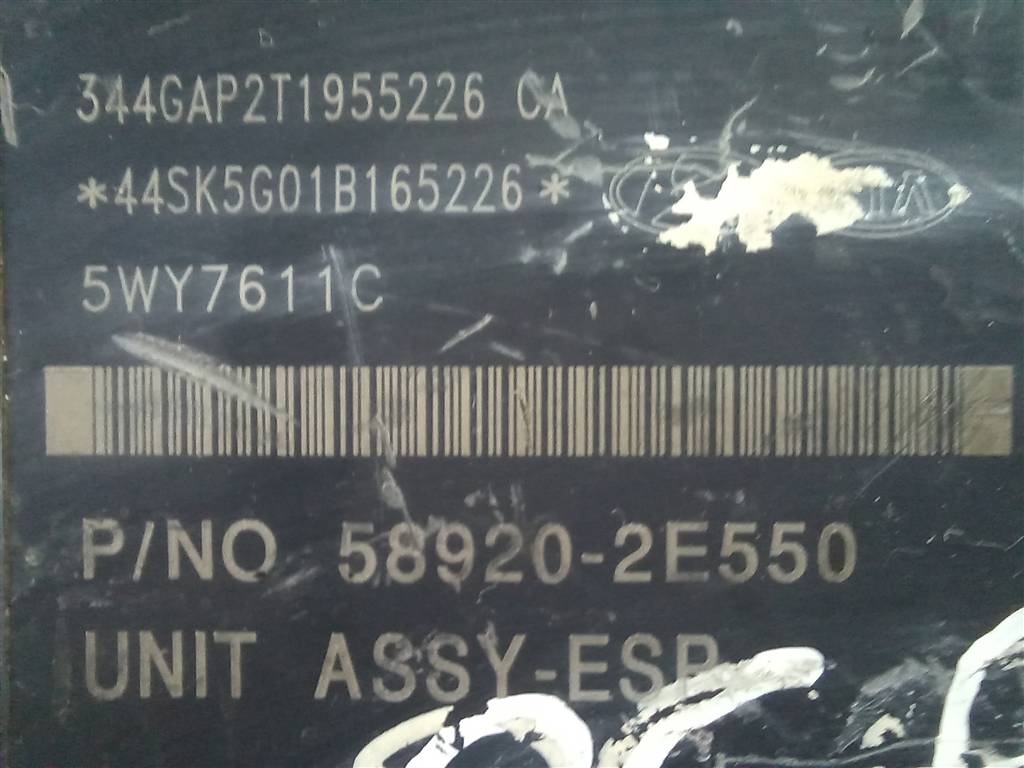 344GAP2T1955226 CA
*44SK5G01B165226*
5WY7611C
P/NO 58920-2E550
UNIT ASSY-ESP